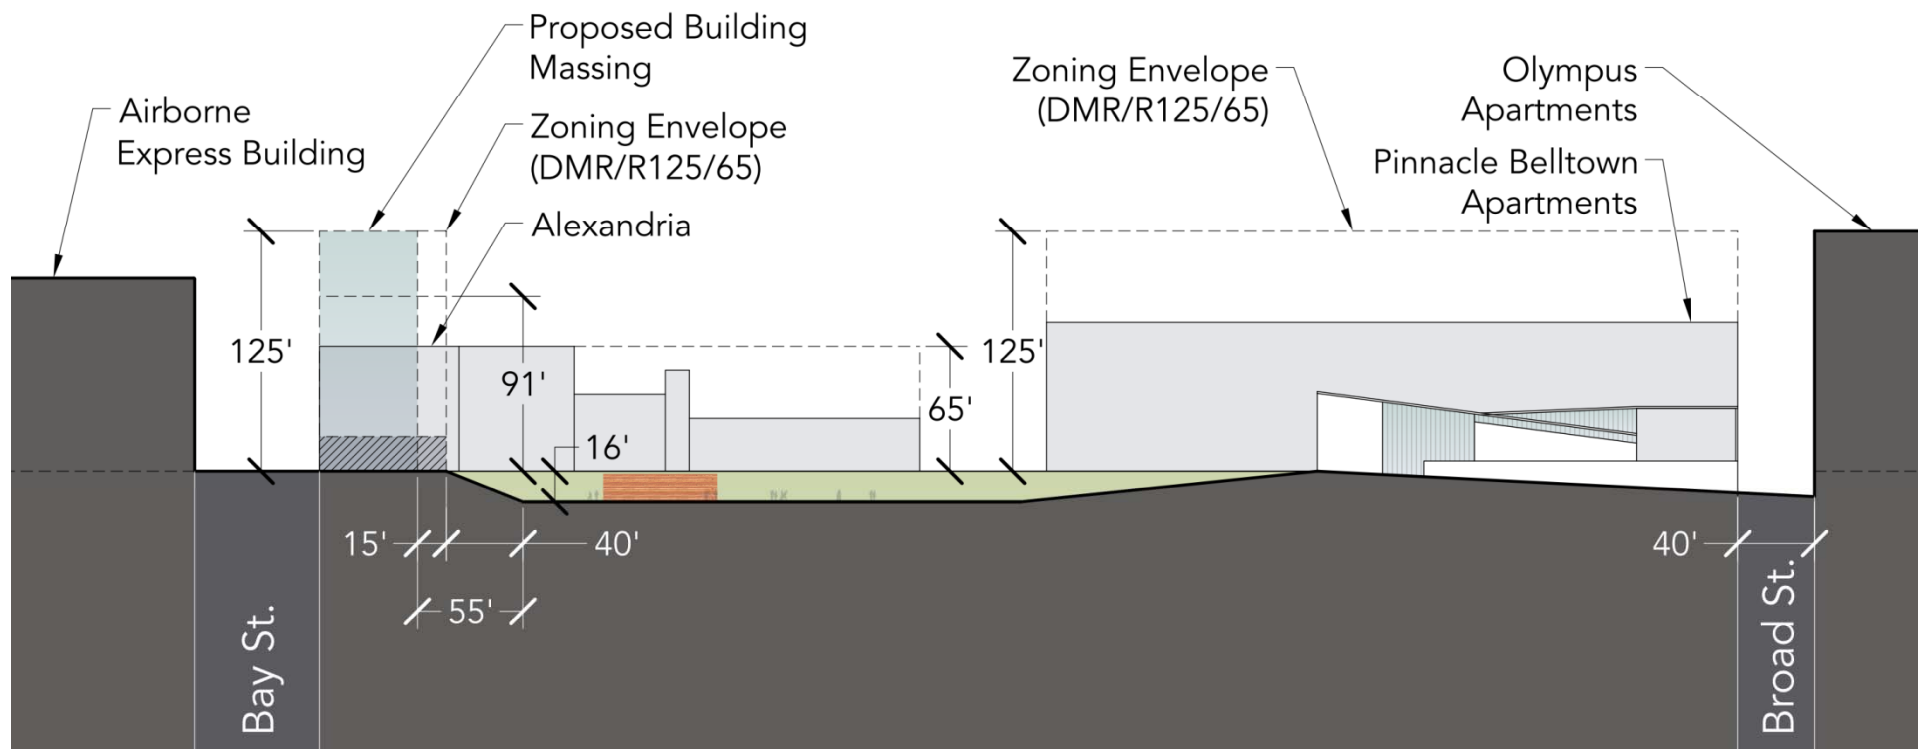 Proposed Building
Massing
Airborne
Express Building
Zoning Envelope
(DMR/R125/65)
Alexandria
Zoning Envelope
(DMR/R125/65)
Olympus
Apartments
Pinnacle Belltown
Apartments
125'
91'
65'
125'
16'
15'
40'
55'
40'
Bay St.
Broad St.